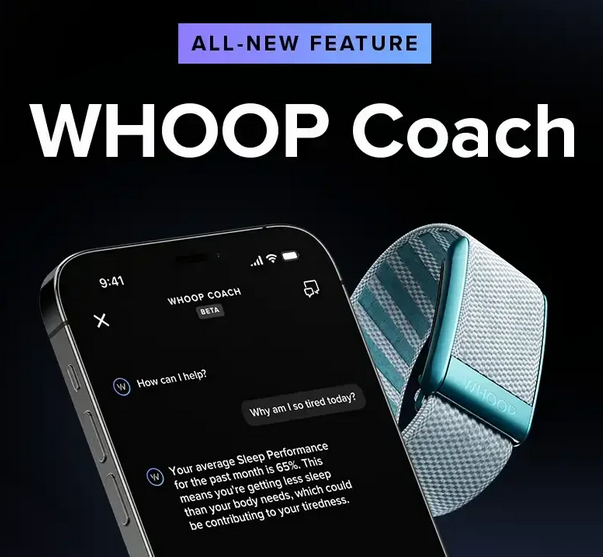 ALL-NEW FEATURE
WHOOP Coach
9:41
WHOOP COACH
BETA
W How can I help?
Why am I so tired today?
W Your average Sleep Performance
for the past month is 65%. This
means you're getting less sleep
than your body needs, which could
be contributing to your tiredness.
WHOOP